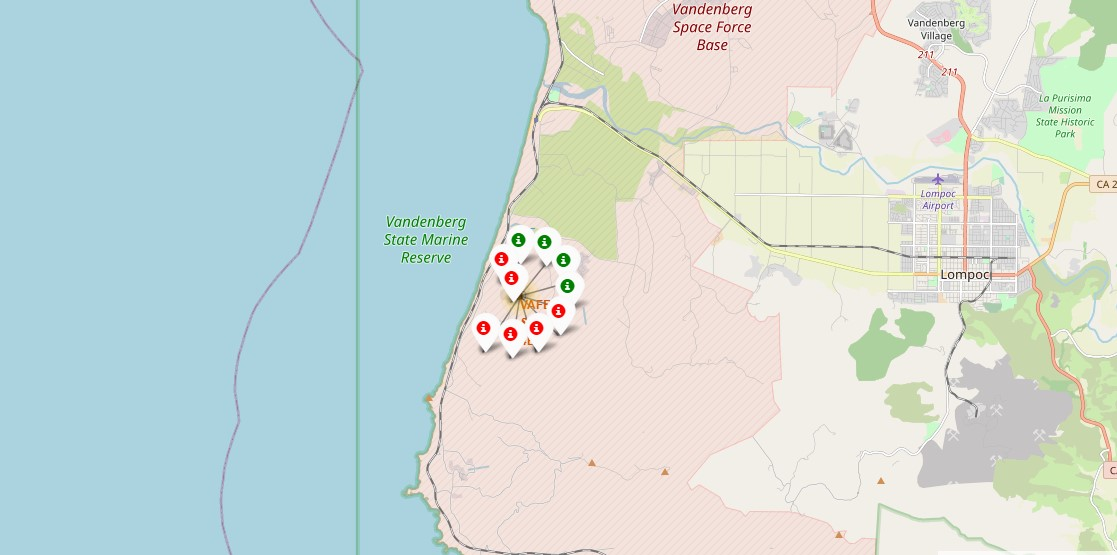 Vandenberg
Space Force
Base
Vandenberg
Village
211
211
La Purisima
Mission
State Historic
Park
CA 2
Lompoc
Airport
Vandenberg
State Marine
Reserve
Lompoc
VAFB